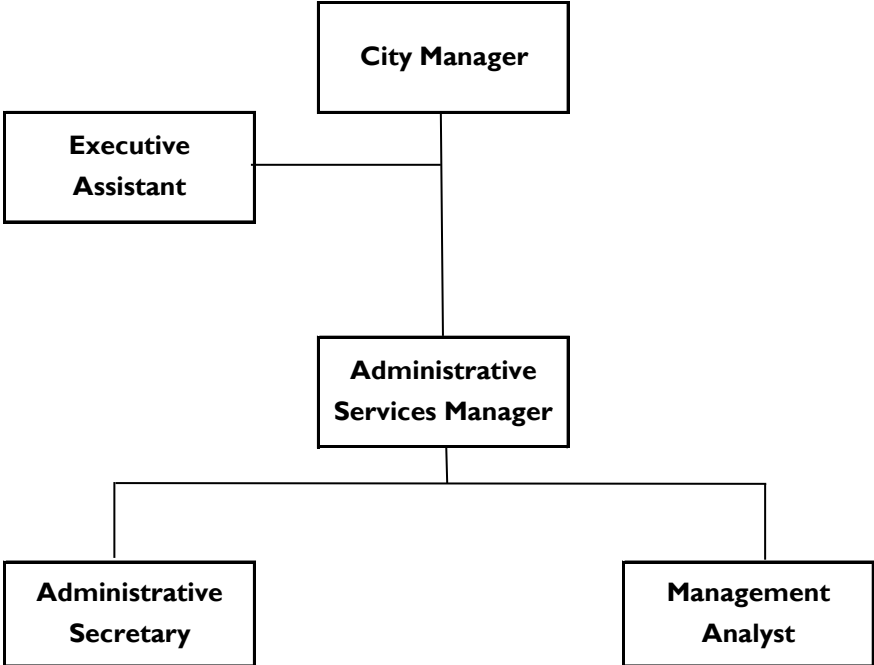 City Manager
Executive
Assistant
Administrative
Services Manager
Administrative
Secretary
Management
Analyst